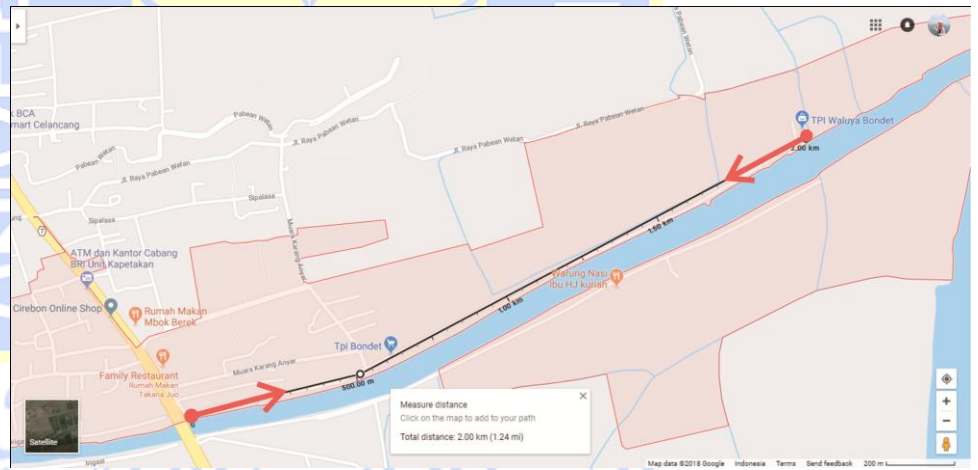 BCA
mart Celancang
Pabean Wetan
Pabean Wetan
Jl. Raya Pabean Wetan
Jl. Raya Pabean Wetan
Jl. Raya Pabean Wetan
Jl. Raya Pabean Wetan
Pabean Wetan
TPI Waluya Bondet
2.00 km
Sipalasa
Sipalasa
ATM dan Kantor Cabang
BRI Unit Kapetakan
Muara Karang Anyar
1.50 km
Cirebon Online Shop
Rumah Makan
Mbok Berek
1.00 km
Warung Nasi
Ibu HJ kuriah
Tpi Bondet
Muara Karang Anyar
500.00 m
Family Restaurant
Rumah Makan
Takana Juo
Measure distance
Click on the map to add to your path
Total distance: 2.00 km (1.24 mi)
Satellite
Irigasi
Map data ©2018 Google Indonesia Terms Send feedback 200 m